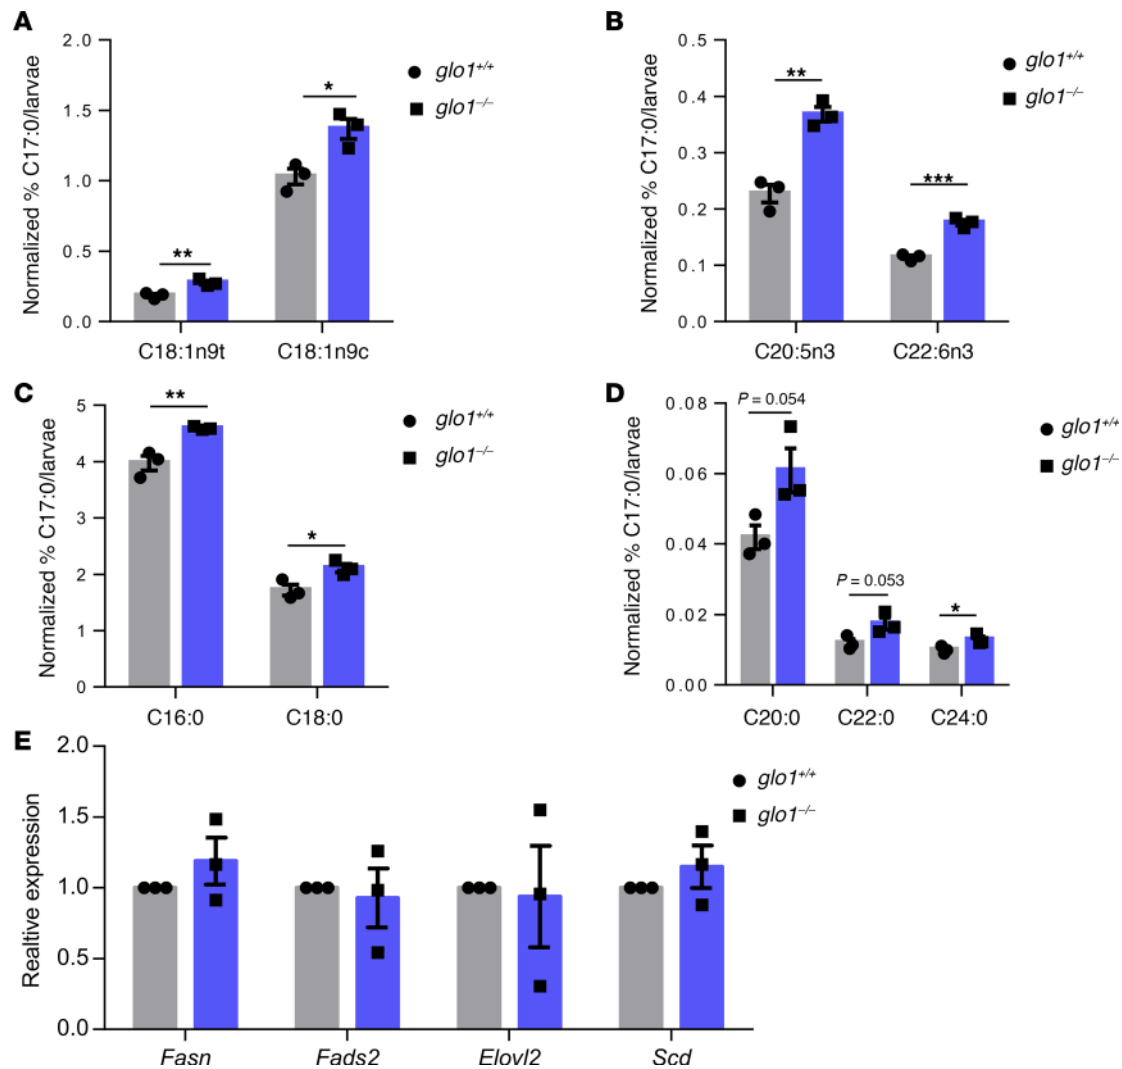 A
Normalized % C17:0/larvae
2.0
1.5
1.0
0.5
0.0
**
*
C18:1n9t
C18:1n9c
glo1+/+
glo1−/−
B
Normalized % C17:0/larvae
0.5
0.4
0.3
0.2
0.1
0.0
**
***
C20:5n3
C22:6n3
glo1+/+
glo1−/−
C
Normalized % C17:0/larvae
5
4
3
2
1
0
**
*
C16:0
C18:0
glo1+/+
glo1−/−
D
Normalized % C17:0/larvae
0.08
0.06
0.04
0.02
0.00
P = 0.054
P = 0.053
*
C20:0
C22:0
C24:0
glo1+/+
glo1−/−
E
Realtive expression
2.0
1.5
1.0
0.5
0.0
Fasn
Fads2
Elovl2
Scd
glo1+/+
glo1−/−